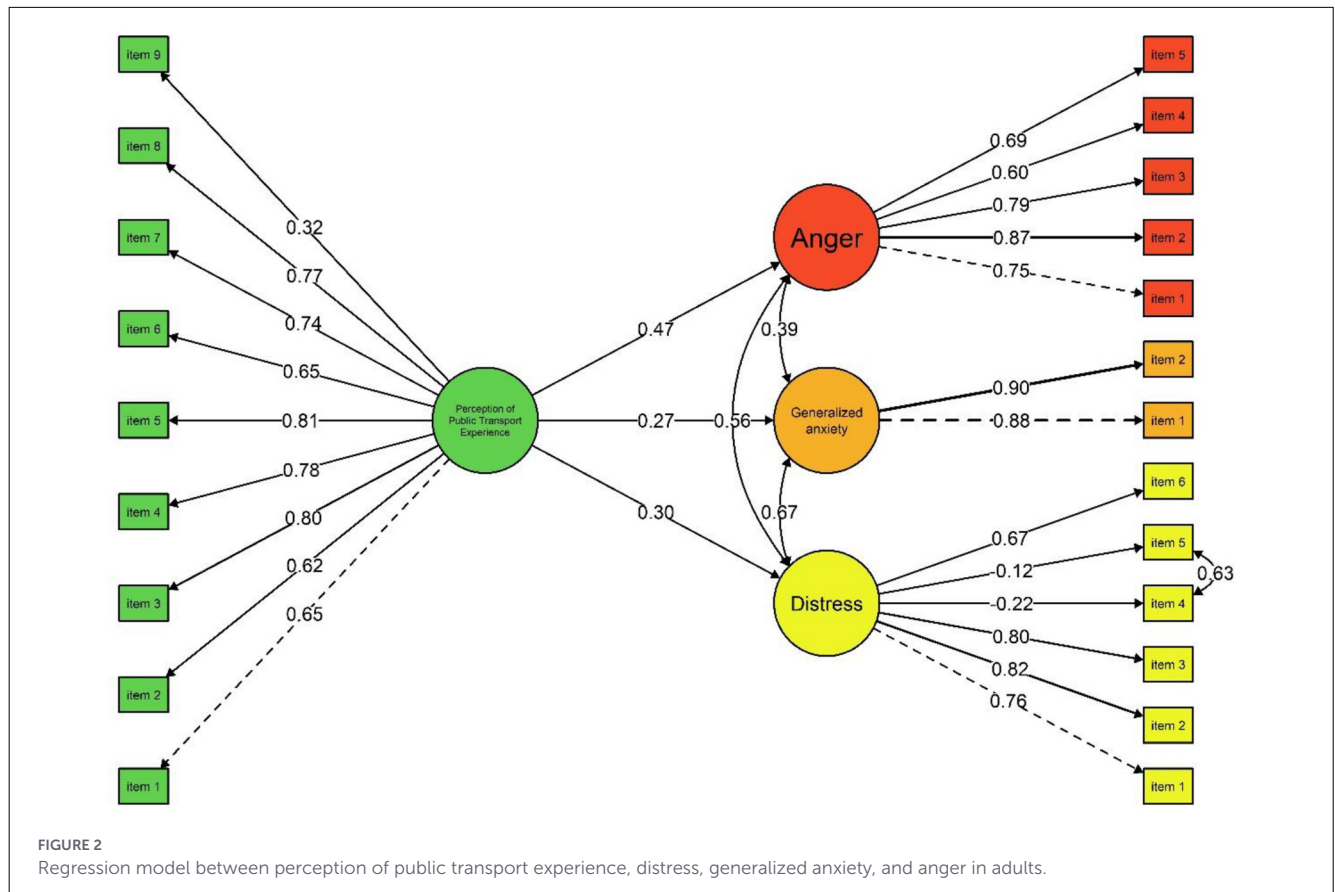 item 9
item 8
item 7
item 6
item 5
item 4
item 3
item 2
item 1
0.32
0.77
0.74
0.65
0.81
0.78
0.80
0.62
0.65
Perception of
Public Transport
Experience
0.47
0.27
0.30
0.39
0.56
0.67
Anger
Generalized
anxiety
Distress
0.69
0.60
0.79
0.87
0.75
0.90
0.88
0.67
-0.12
-0.22
0.80
0.82
0.76
item 5
item 4
item 3
item 2
item 1
item 2
item 1
item 6
item 5
item 4
item 3
item 2
item 1
0.63
FIGURE 2
Regression model between perception of public transport experience, distress, generalized anxiety, and anger in adults.